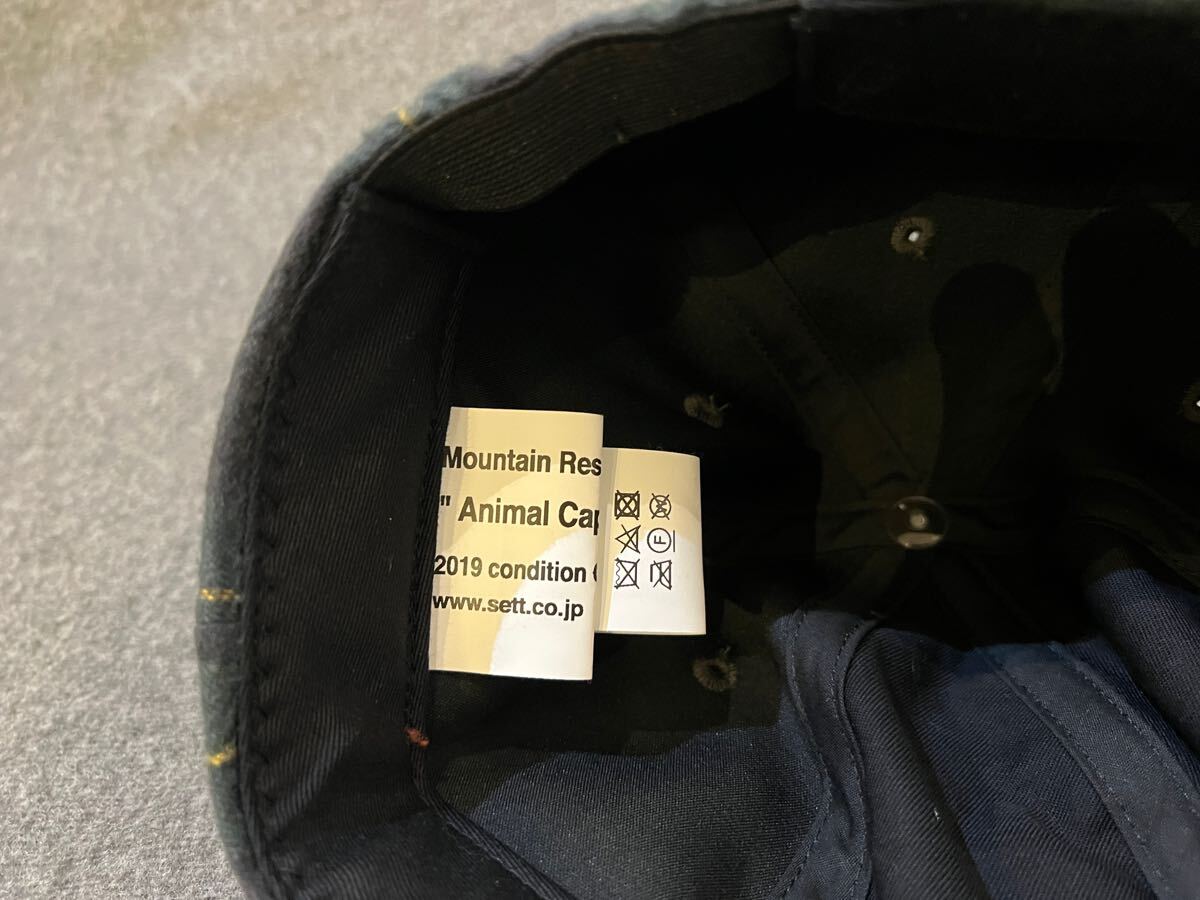 Mountain Res
" Animal Cap
2019 condition (
www.sett.co.jp
W
F